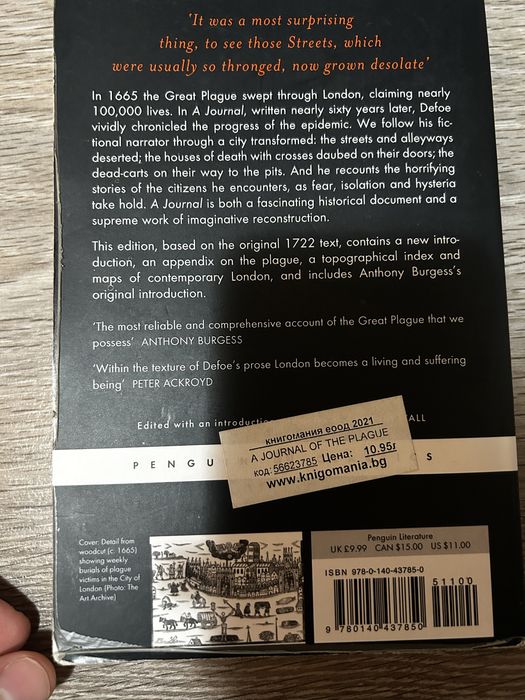 'It was a most surprising
thing, to see those Streets, which
were usually so thronged, now grown desolate'
In 1665 the Great Plague swept through London, claiming nearly
100,000 lives. In A Journal, written nearly sixty years later, Defoe
vividly chronicled the progress of the epidemic. We follow his fic-
tional narrator through a city transformed: the streets and alleyways
deserted; the houses of death with crosses daubed on their doors; the
dead-carts on their way to the pits. And he recounts the horrifying
stories of the citizens he encounters, as fear, isolation and hysteria
take hold. A Journal is both a fascinating historical document and a
supreme work of imaginative reconstruction.
This edition, based on the original 1722 text, contains a new intro-
duction, an appendix on the plague, a topographical index and
maps of contemporary London, and includes Anthony Burgess's
original introduction.
'The most reliable and comprehensive account of the Great Plague that we
possess' ANTHONY BURGESS
'Within the texture of Defoe's prose London becomes a living and suffering
being' PETER ACKROYD
Edited with an introductio ALL
книгомания еоод 2021
A JOURNAL OF THE PLAGUE
код: 56623785 Цена: 10.95л
www.knigomania.bg
PENGU S
Cover: Detail from
woodcut (c. 1665)
showing weekly
burials of plague
victims in the City of
London (Photo: The
Art Archive)
Penguin Literature
UK £9.99 CAN $15.00 US $11.00
ISBN 978-0-140-43785-0
51100
9 780140 437850